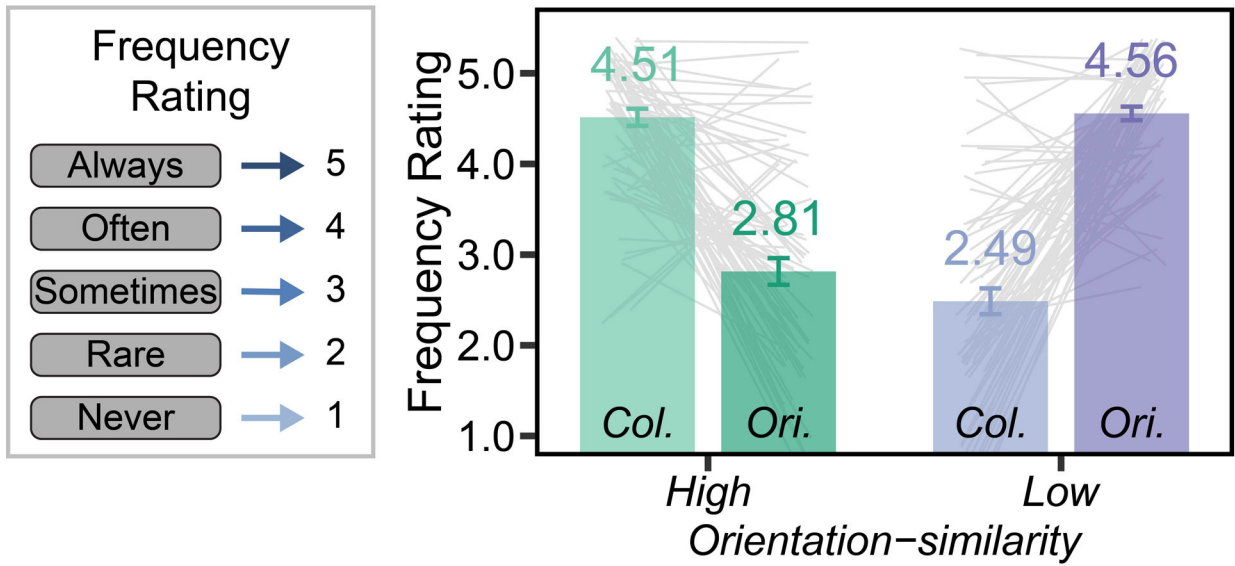 Frequency
Rating
Always 5
Often 4
Sometimes 3
Rare 2
Never 1
Frequency Rating
5.0
4.0
3.0
2.0
1.0
4.51
2.81
2.49
4.56
Col. Ori. Col. Ori.
High Low
Orientation−similarity